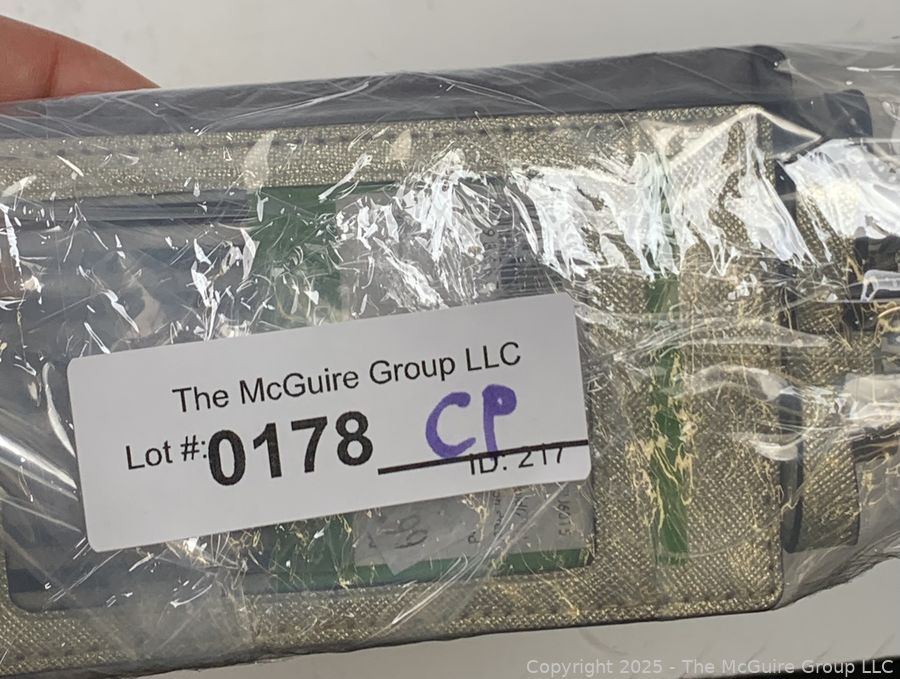 The McGuire Group LLC
Lot #: 0178 CP
ID: 217
Copyright 2025 - The McGuire Group LLC